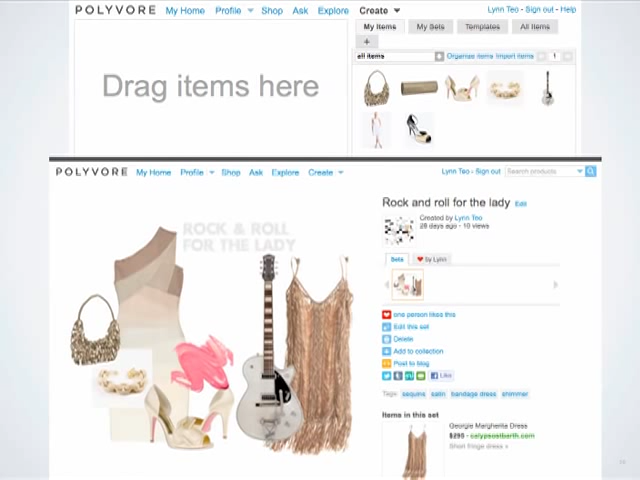 POLYVORE My Home Profile Shop Ask Explore Create Lynn Teo - Sign out - Help
My Items My Sets Templates All Items
+
all items Organize items Import items 1
Drag items here
POLYVORE My Home Profile Shop Ask Explore Create Lynn Teo - Sign out Search products
Rock and roll for the lady Edit
Created by Lynn Teo
28 days ago - 10 views
ROCK & ROLL
FOR THE LADY
Sets by Lynn
one person likes this
Edit this set
Delete
Add to collection
Post to blog
Like
Tags sequins satin bandage dress shimmer
Items in this set
Georgie Margherita Dress
$293 - calypsostbarth.com
Short fringe dress »